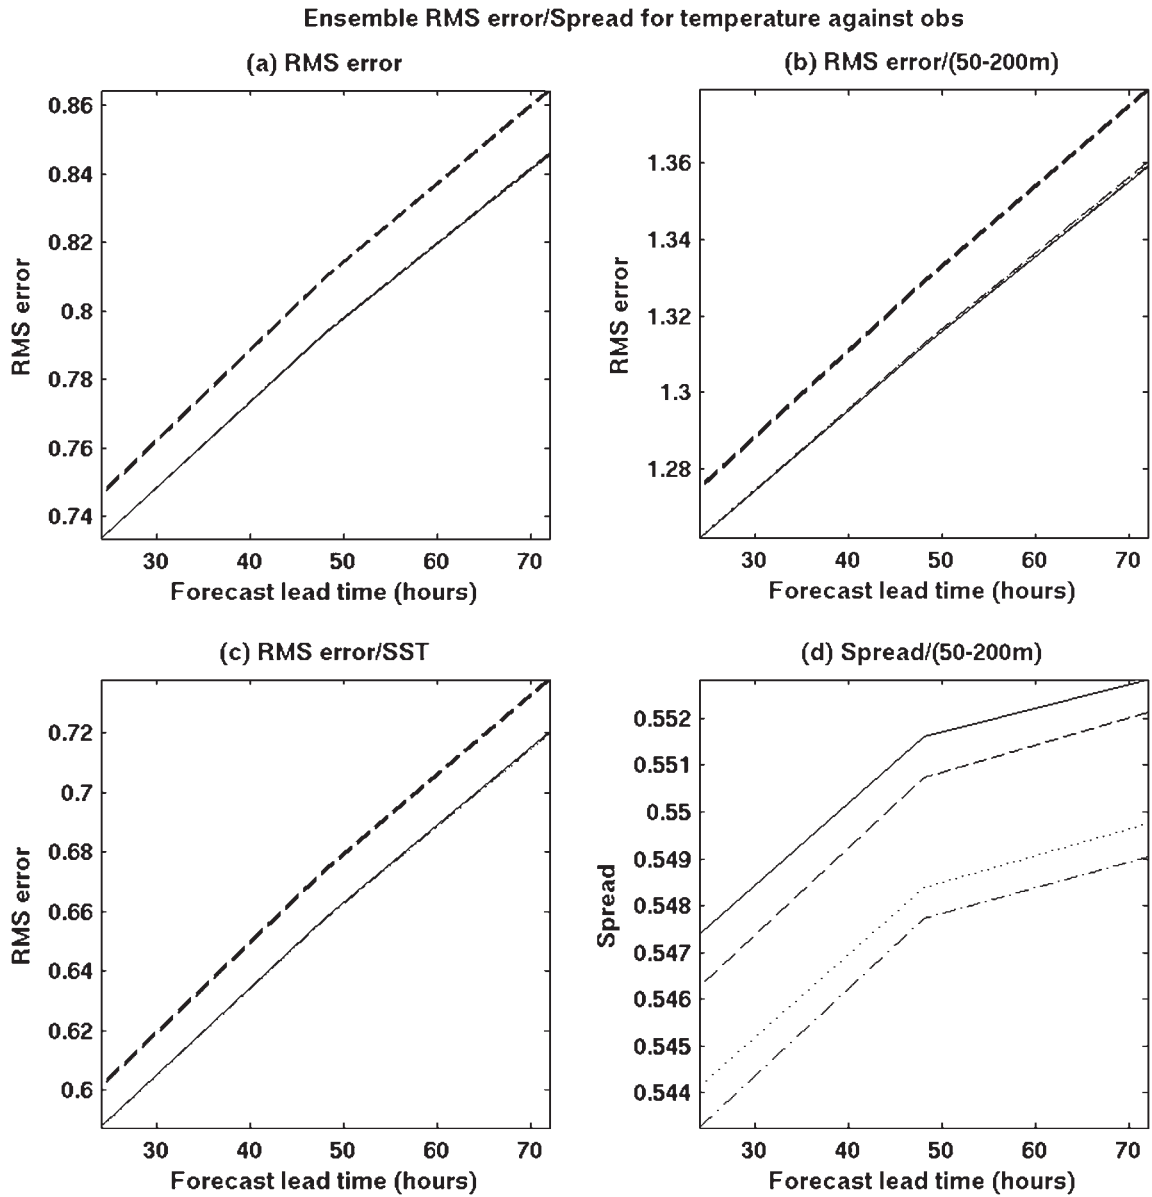 Ensemble RMS error/Spread for temperature against obs
(a) RMS error
0.86
0.84
0.82
0.8
0.78
0.76
0.74
RMS error
30 40 50 60 70
Forecast lead time (hours)
(b) RMS error/(50-200m)
1.36
1.34
1.32
1.3
1.28
RMS error
30 40 50 60 70
Forecast lead time (hours)
(c) RMS error/SST
0.72
0.7
0.68
0.66
0.64
0.62
0.6
RMS error
30 40 50 60 70
Forecast lead time (hours)
(d) Spread/(50-200m)
0.552
0.551
0.55
0.549
0.548
0.547
0.546
0.545
0.544
Spread
30 40 50 60 70
Forecast lead time (hours)